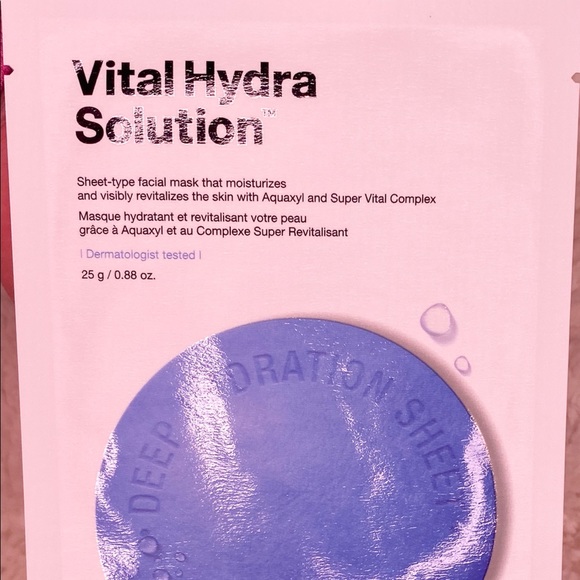 Vital Hydra
Solution™
Sheet-type facial mask that moisturizes
and visibly revitalizes the skin with Aquaxyl and Super Vital Complex
Masque hydratant et revitalisant votre peau
grâce à Aquaxyl et au Complexe Super Revitalisant
| Dermatologist tested |
25 g / 0.88 oz.
DEEP HYDRATION SHEET